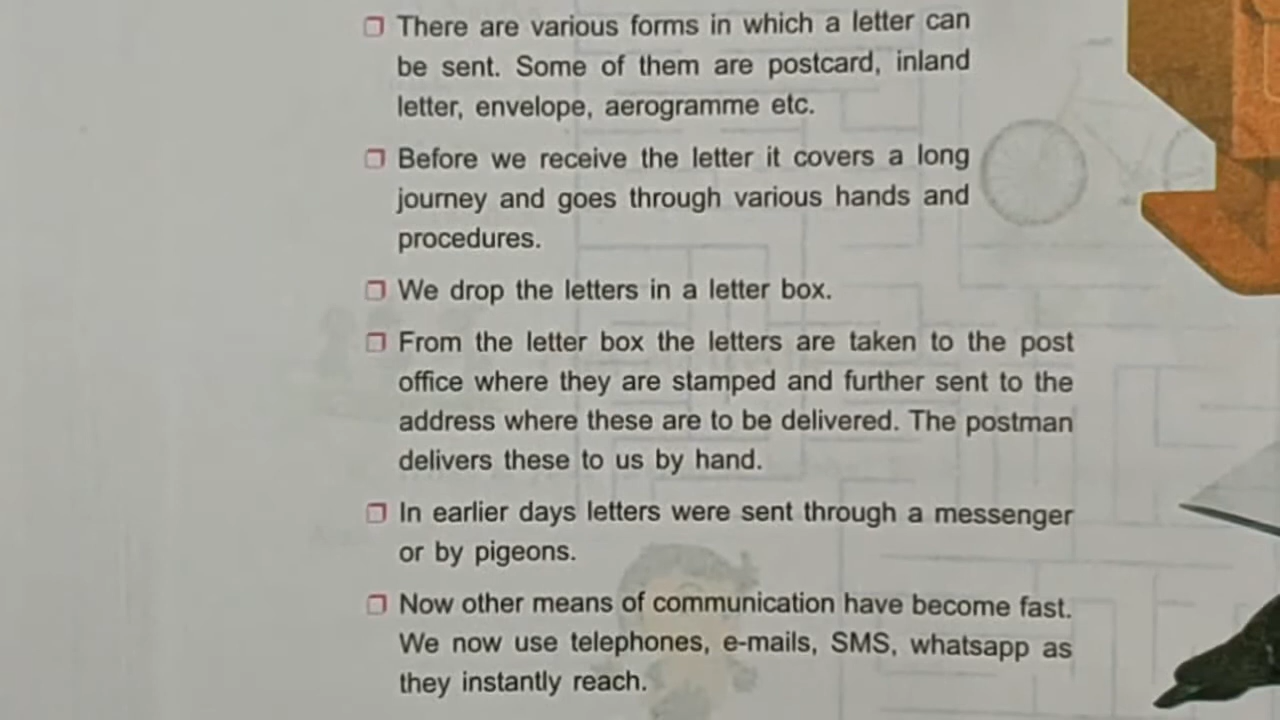 There are various forms in which a letter can
be sent. Some of them are postcard, inland
letter, envelope, aerogramme etc.
Before we receive the letter it covers a long
journey and goes through various hands and
procedures.
We drop the letters in a letter box.
From the letter box the letters are taken to the post
office where they are stamped and further sent to the
address where these are to be delivered. The postman
delivers these to us by hand.
In earlier days letters were sent through a messenger
or by pigeons.
Now other means of communication have become fast.
We now use telephones, e-mails, SMS, whatsapp as
they instantly reach.